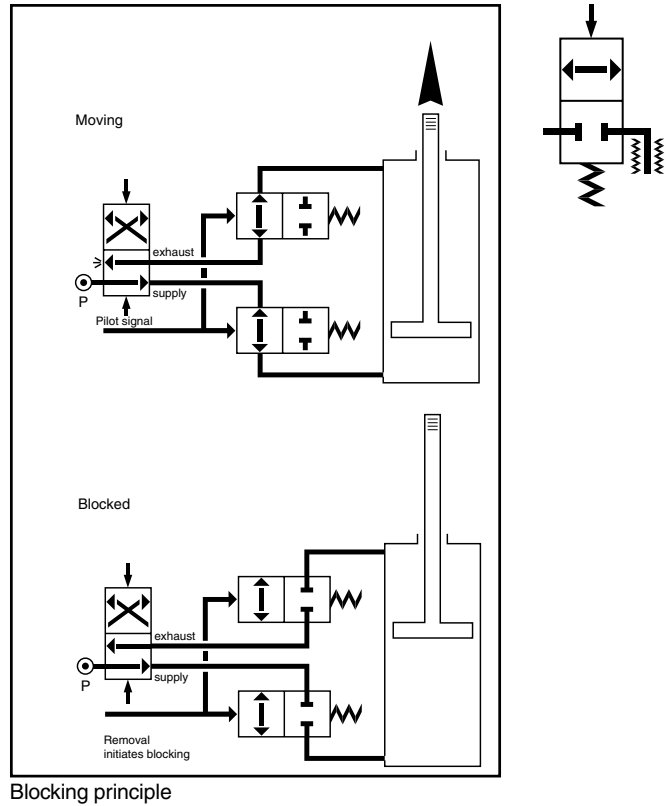 Moving
exhaust
P
supply
Pilot signal
Blocked
exhaust
P
supply
Removal
initiates blocking
Blocking principle